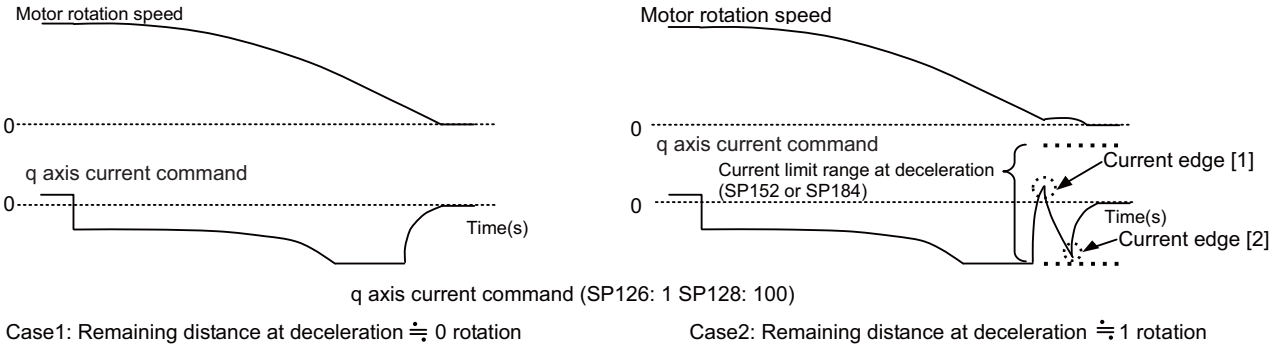 Motor rotation speed
0
q axis current command
0
Time(s)
Motor rotation speed
0
q axis current command
Current limit range at deceleration
(SP152 or SP184)
Current edge [1]
0
Time(s)
Current edge [2]
q axis current command (SP126: 1 SP128: 100)
Case1: Remaining distance at deceleration ≒ 0 rotation
Case2: Remaining distance at deceleration ≒ 1 rotation